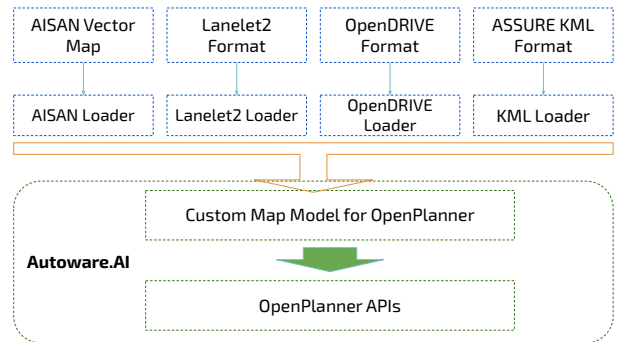 AISAN Vector
Map
Lanelet2
Format
OpenDRIVE
Format
ASSURE KML
Format
AISAN Loader
Lanelet2 Loader
OpenDRIVE
Loader
KML Loader
Custom Map Model for OpenPlanner
Autoware.AI
OpenPlanner APIs